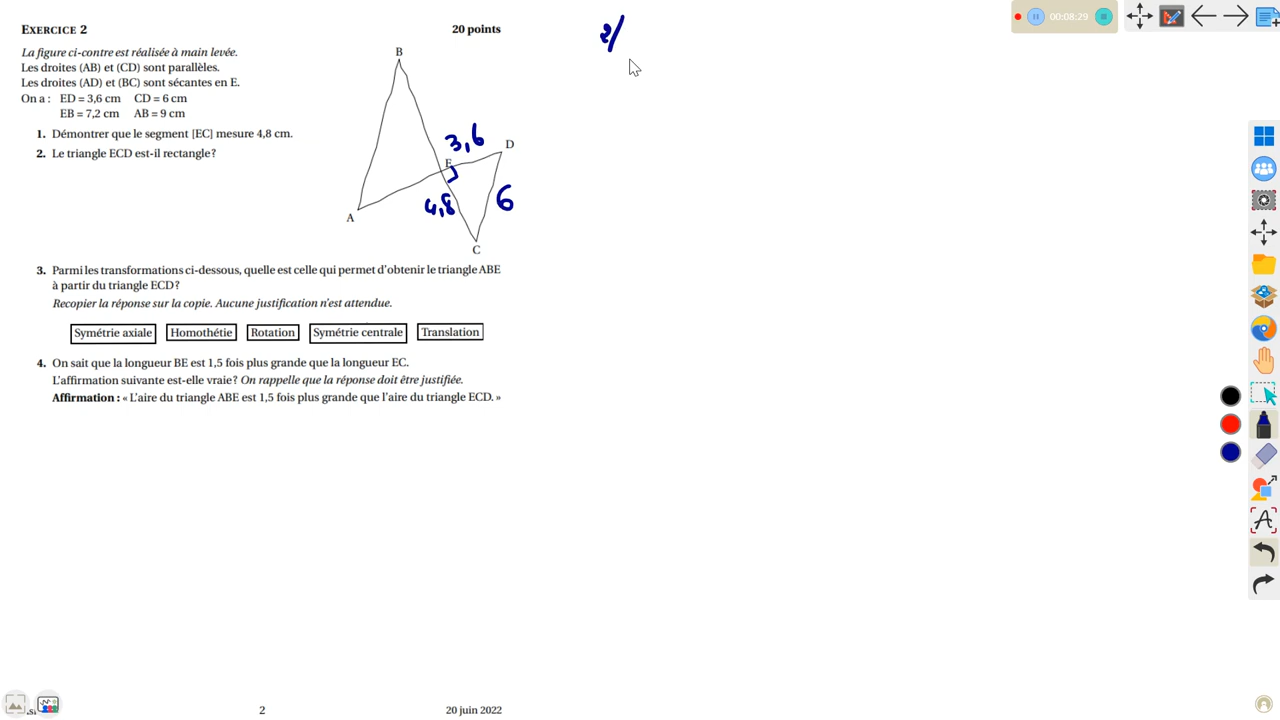 EXERCICE 2 20 points
La figure ci-contre est réalisée à main levée.
Les droites (AB) et (CD) sont parallèles.
Les droites (AD) et (BC) sont sécantes en E.
On a : ED = 3,6 cm CD = 6 cm
EB = 7,2 cm AB = 9 cm
1. Démontrer que le segment [EC] mesure 4,8 cm.
2. Le triangle ECD est-il rectangle ?
B
3,6
D
E
4,8
6
A
C
3. Parmi les transformations ci-dessous, quelle est celle qui permet d'obtenir le triangle ABE
à partir du triangle ECD ?
Recopier la réponse sur la copie. Aucune justification n'est attendue.
Symétrie axiale Homothétie Rotation Symétrie centrale Translation
4. On sait que la longueur BE est 1,5 fois plus grande que la longueur EC.
L'affirmation suivante est-elle vraie ? On rappelle que la réponse doit être justifiée.
Affirmation : « L'aire du triangle ABE est 1,5 fois plus grande que l'aire du triangle ECD. »
2 20 juin 2022
2/
00:08:29